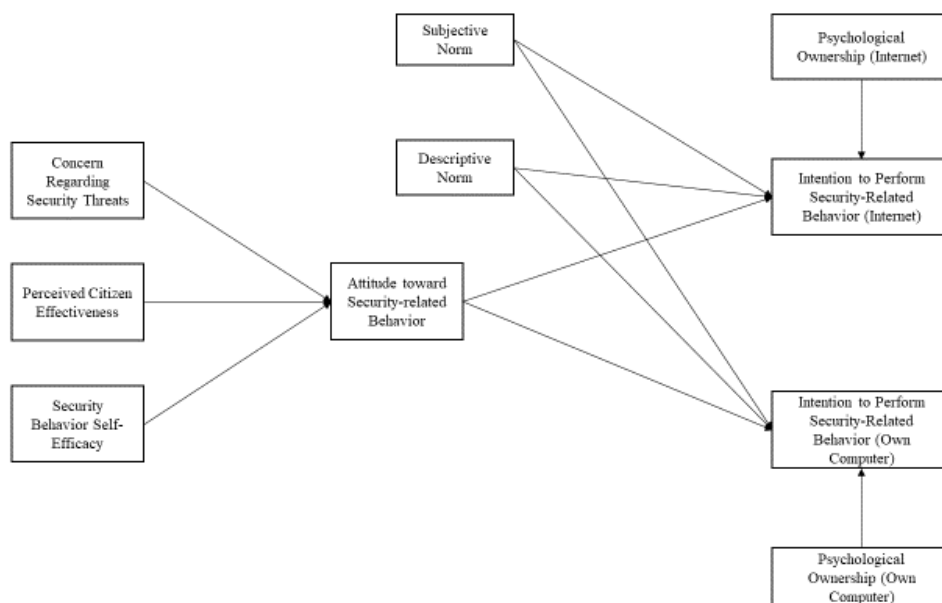 Subjective
Norm
Psychological
Ownership (Internet)
Descriptive
Norm
Intention to Perform
Security-Related
Behavior (Internet)
Concern
Regarding
Security Threats
Perceived Citizen
Effectiveness
Attitude toward
Security-related
Behavior
Security
Behavior Self-
Efficacy
Intention to Perform
Security-Related
Behavior (Own
Computer)
Psychological
Ownership (Own
Computer)